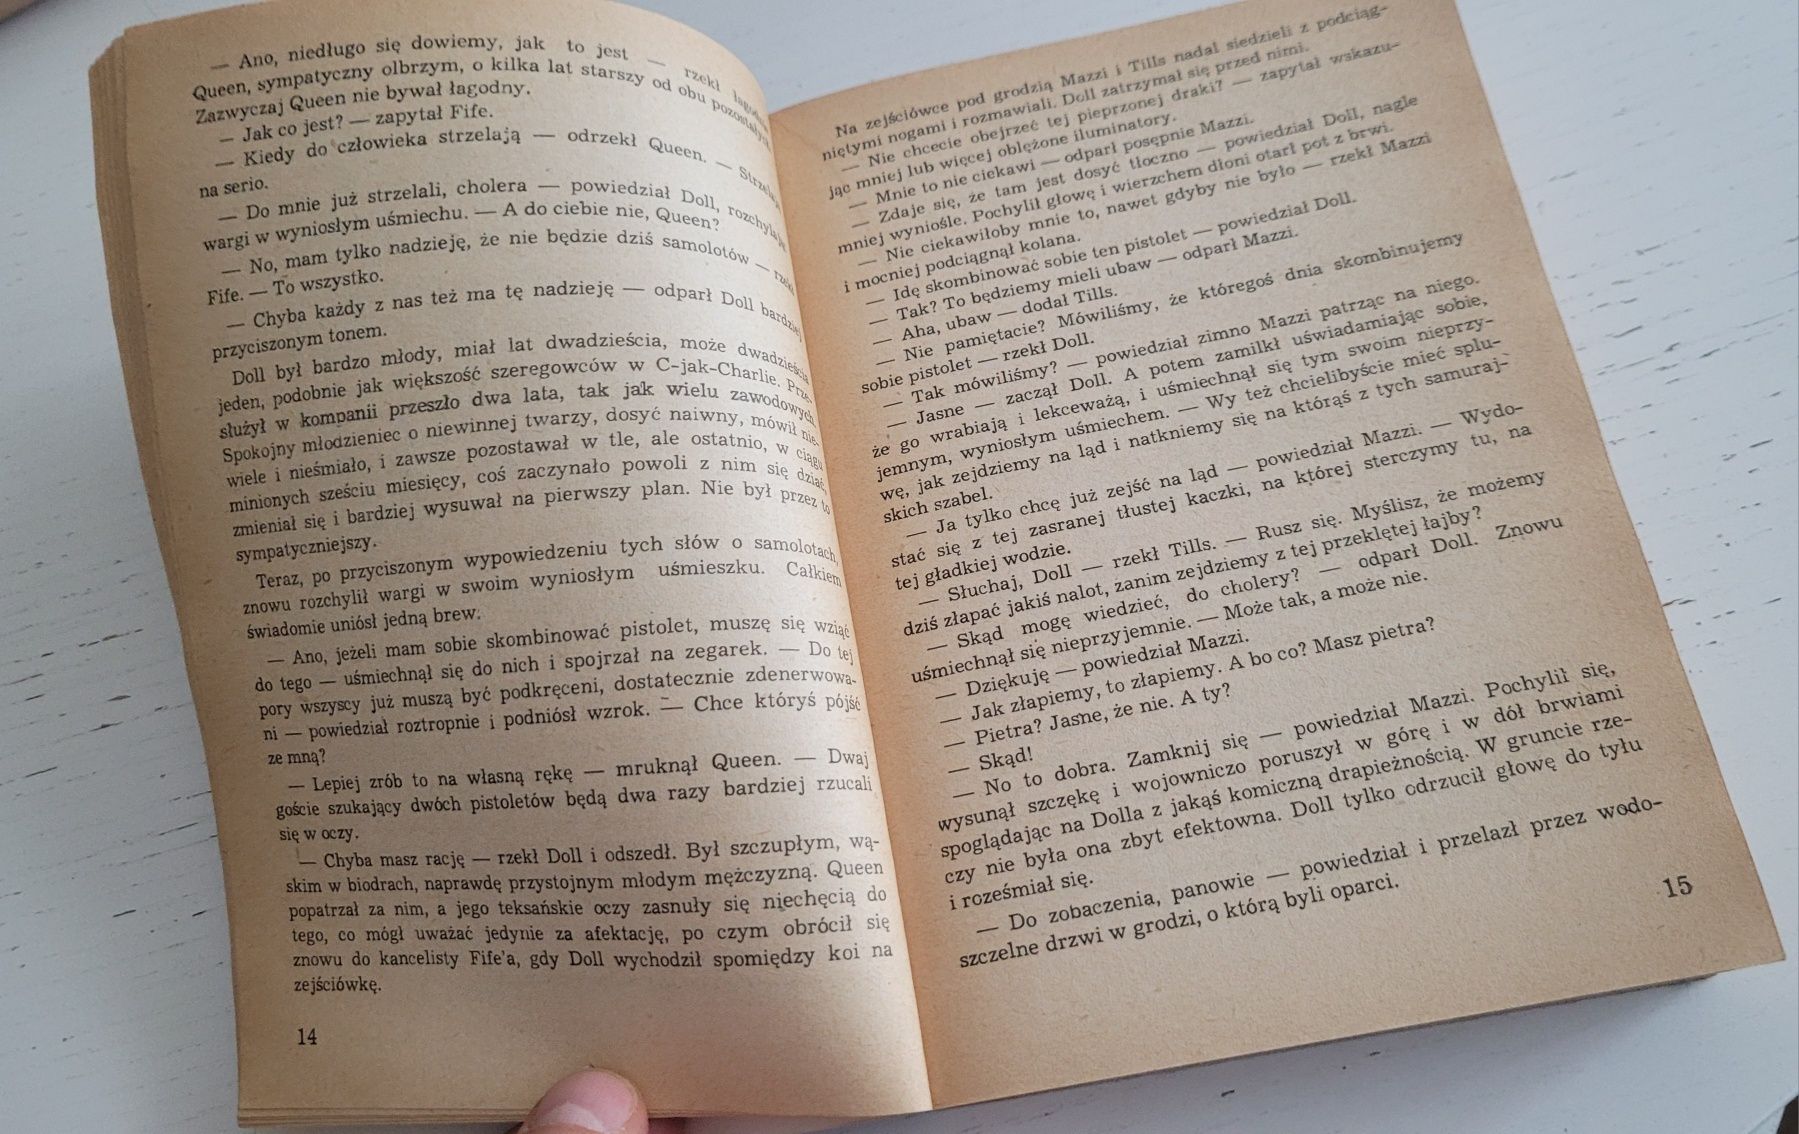 — Ano, niedługo się dowiemy, jak to jest — rzekł łagodnie
Queen, sympatyczny olbrzym, o kilka lat starszy od obu pozostałych.
Zazwyczaj Queen nie bywał łagodny.
— Jak co jest? — zapytał Fife.
— Kiedy do człowieka strzelają — odrzekł Queen. — Strzelają
na serio.
— Do mnie już strzelali, cholera — powiedział Doll, rozchylając
wargi w wyniosłym uśmiechu. — A do ciebie nie, Queen?
— No, mam tylko nadzieję, że nie będzie dziś samolotów — rzekł
Fife. — To wszystko.
— Chyba każdy z nas też ma tę nadzieję — odparł Doll bardziej
przyciszonym tonem.
Doll był bardzo młody, miał lat dwadzieścia, może dwadzieścia
jeden, podobnie jak większość szeregowców w C-jak-Charlie. Prze-
służył w kompanii przeszło dwa lata, tak jak wielu zawodowych.
Spokojny młodzieniec o niewinnej twarzy, dosyć naiwny, mówił nie-
wiele i nieśmiało, i zawsze pozostawał w tle, ale ostatnio, w ciągu
minionych sześciu miesięcy, coś zaczynało powoli z nim się dziać,
zmieniał się i bardziej wysuwał na pierwszy plan. Nie był przez to
sympatyczniejszy.
Teraz, po przyciszonym wypowiedzeniu tych słów o samolotach,
znowu rozchylił wargi w swoim wyniosłym uśmieszku. Całkiem
świadomie uniósł jedną brew.
— Ano, jeżeli mam sobie skombinować pistolet, muszę się wziąć
do tego — uśmiechnął się do nich i spojrzał na zegarek. — Do tej
pory wszyscy już muszą być podkręceni, dostatecznie zdenerwowa-
ni — powiedział roztropnie i podniósł wzrok. — Chce któryś pójść
ze mną?
— Lepiej zrób to na własną rękę — mruknął Queen. — Dwaj
goście szukający dwóch pistoletów będą dwa razy bardziej rzucali
się w oczy.
— Chyba masz rację — rzekł Doll i odszedł. Był szczupłym, wą-
skim w biodrach, naprawdę przystojnym młodym mężczyzną. Queen
popatrzał za nim, a jego teksańskie oczy zasnuły się niechęcią do
tego, co mógł uważać jedynie za afektację, po czym obrócił się
znowu do kancelisty Fife'a, gdy Doll wychodził spomiędzy koi na
zejściówkę.
14
Na zejściówce pod grodzią Mazzi i Tills nadal siedzieli z podciąg-
niętymi nogami i rozmawiali. Doll zatrzymał się przed nimi.
— Nie chcecie obejrzeć tej pieprzonej draki? — zapytał wskazu-
jąc mniej lub więcej oblężone iluminatory.
— Mnie to nie ciekawi — odparł posępnie Mazzi.
— Zdaje się, że tam jest dosyć tłoczno — powiedział Doll, nagle
mniej wyniośle. Pochylił głowę i wierzchem dłoni otarł pot z brwi.
— Nie ciekawiłoby mnie to, nawet gdyby nie było — rzekł Mazzi
i mocniej podciągnął kolana.
— Idę skombinować sobie ten pistolet — powiedział Doll.
— Tak? To będziemy mieli ubaw — odparł Mazzi.
— Aha, ubaw — dodał Tills.
— Nie pamiętacie? Mówiliśmy, że któregoś dnia skombinujemy
sobie pistolet — rzekł Doll.
— Tak mówiliśmy? — powiedział zimno Mazzi patrząc na niego.
— Jasne — zaczął Doll. A potem zamilkł uświadamiając sobie,
że go wrabiają i lekceważą, i uśmiechnął się tym swoim nieprzy-
jemnym, wyniosłym uśmiechem. — Wy też chcielibyście mieć splu-
wę, jak zejdziemy na ląd i natkniemy się na którąś z tych samuraj-
skich szabel.
— Ja tylko chcę już zejść na ląd — powiedział Mazzi. — Wydo-
stać się z tej zasranej tłustej kaczki, na której sterczymy tu, na
tej gładkiej wodzie.
— Słuchaj, Doll — rzekł Tills. — Rusz się. Myślisz, że możemy
dziś złapać jakiś nalot, zanim zejdziemy z tej przeklętej łajby?
— Skąd mogę wiedzieć, do cholery? — odparł Doll. Znowu
uśmiechnął się nieprzyjemnie. — Może tak, a może nie.
— Dziękuję — powiedział Mazzi.
— Jak złapiemy, to złapiemy. A bo co? Masz pietra?
— Pietra? Jasne, że nie. A ty?
— Skąd!
— No to dobra. Zamknij się — powiedział Mazzi. Pochylił się,
wysunął szczękę i wojowniczo poruszył w górę i w dół brwiami
spoglądając na Dolla z jakąś komiczną drapieżnością. W gruncie rze-
czy nie była ona zbyt efektowna. Doll tylko odrzucił głowę do tyłu
i roześmiał się.
— Do zobaczenia, panowie — powiedział i przelazł przez wodo-
szczelne drzwi w grodzi, o którą byli oparci.
15